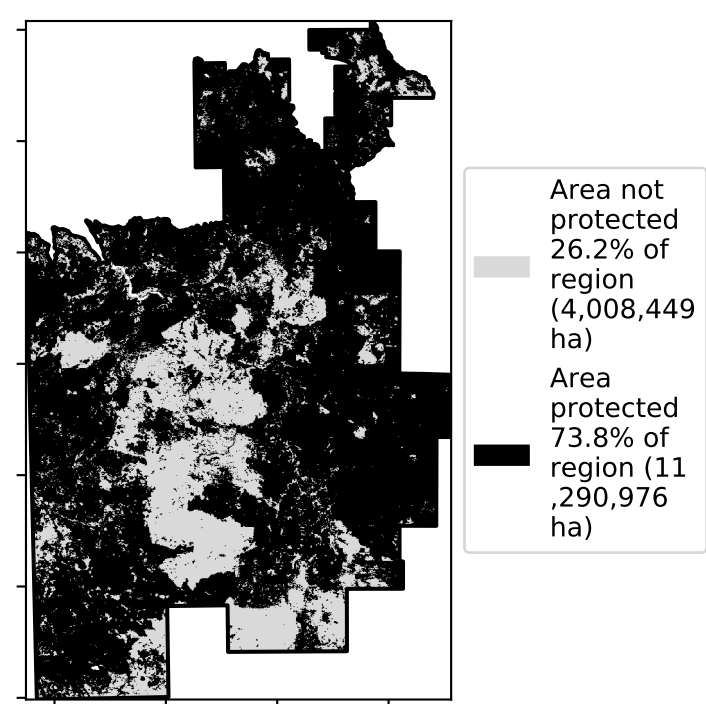 Area not
protected
26.2% of
region
(4,008,449
ha)
Area
protected
73.8% of
region (11
,290,976
ha)